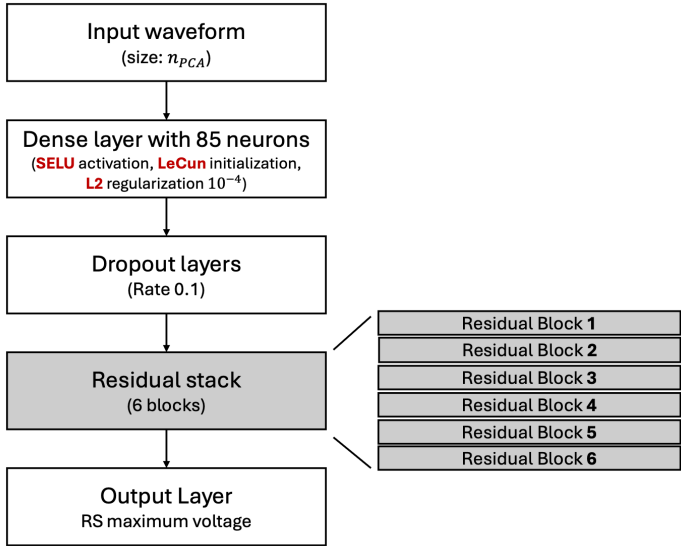 Input waveform
(size: n_PCA)
Dense layer with 85 neurons
(SELU activation, LeCun initialization,
L2 regularization 10⁻⁴)
Dropout layers
(Rate 0.1)
Residual stack
(6 blocks)
Output Layer
RS maximum voltage
Residual Block 1
Residual Block 2
Residual Block 3
Residual Block 4
Residual Block 5
Residual Block 6